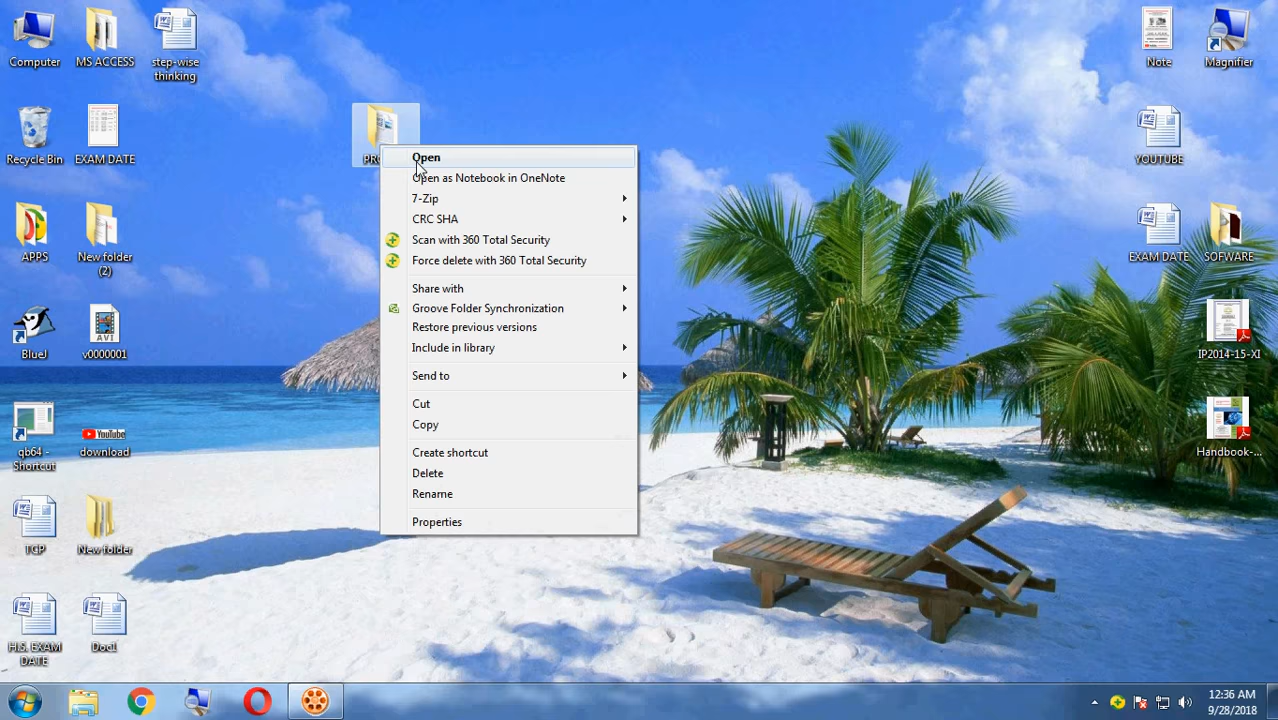 Computer
MS ACCESS
step-wise
thinking
Note
Magnifier
Recycle Bin
EXAM DATE
YOUTUBE
Open
Open as Notebook in OneNote
7-Zip
CRC SHA
Scan with 360 Total Security
Force delete with 360 Total Security
Share with
Groove Folder Synchronization
Restore previous versions
Include in library
Send to
Cut
Copy
Create shortcut
Delete
Rename
Properties
APPS
New folder
(2)
EXAM DATE
SOFWARE
BlueJ
AVI
v0000001
IP2014-15-XI
qb64 -
Shortcut
YouTube
download
Handbook-...
TCP
New folder
H.S. EXAM
DATE
Doc1
12:36 AM
9/28/2018